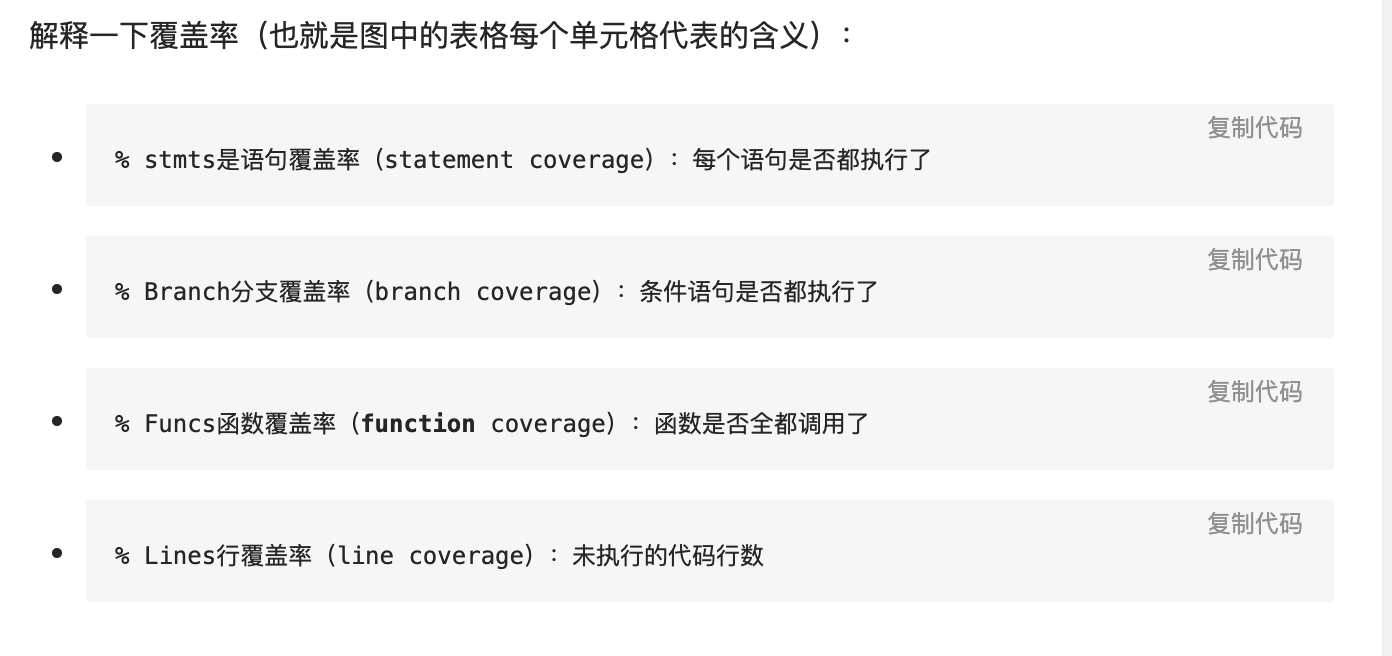 解释一下覆盖率（也就是图中的表格每个单元格代表的含义）：
复制代码
% stmts是语句覆盖率（statement coverage）：每个语句是否都执行了
复制代码
% Branch分支覆盖率（branch coverage）：条件语句是否都执行了
复制代码
% Funcs函数覆盖率（function coverage）：函数是否全都调用了
复制代码
% Lines行覆盖率（line coverage）：未执行的代码行数